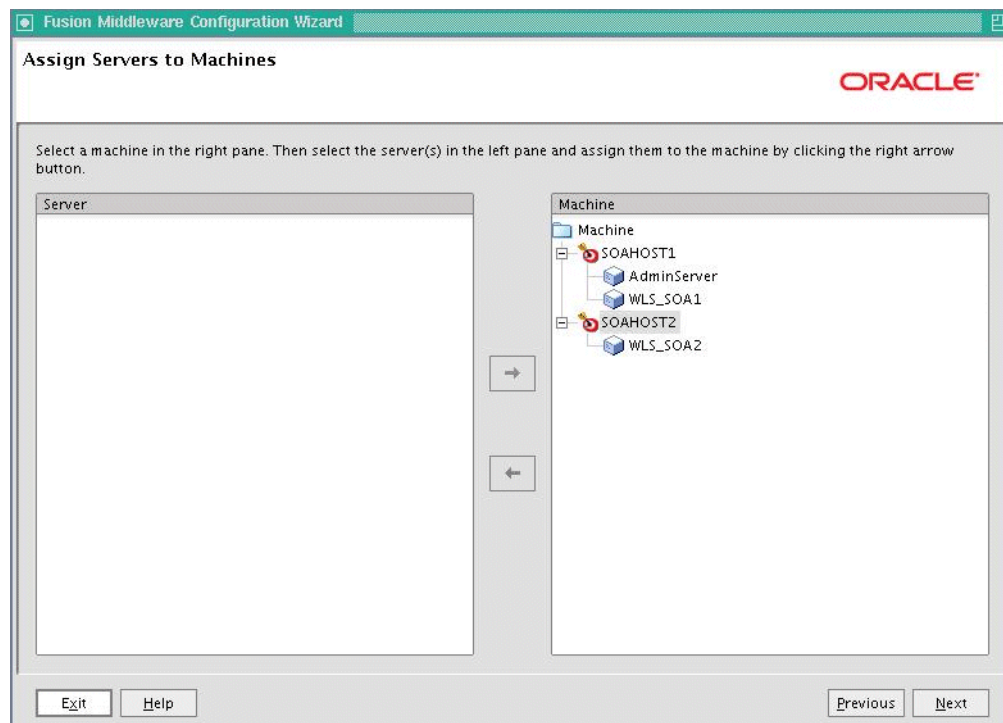 Fusion Middleware Configuration Wizard
Assign Servers to Machines
ORACLE
Select a machine in the right pane. Then select the server(s) in the left pane and assign them to the machine by clicking the right arrow
button.
Server
Machine
Machine
SOAHOST1
AdminServer
WLS_SOA1
SOAHOST2
WLS_SOA2
Exit Help Previous Next